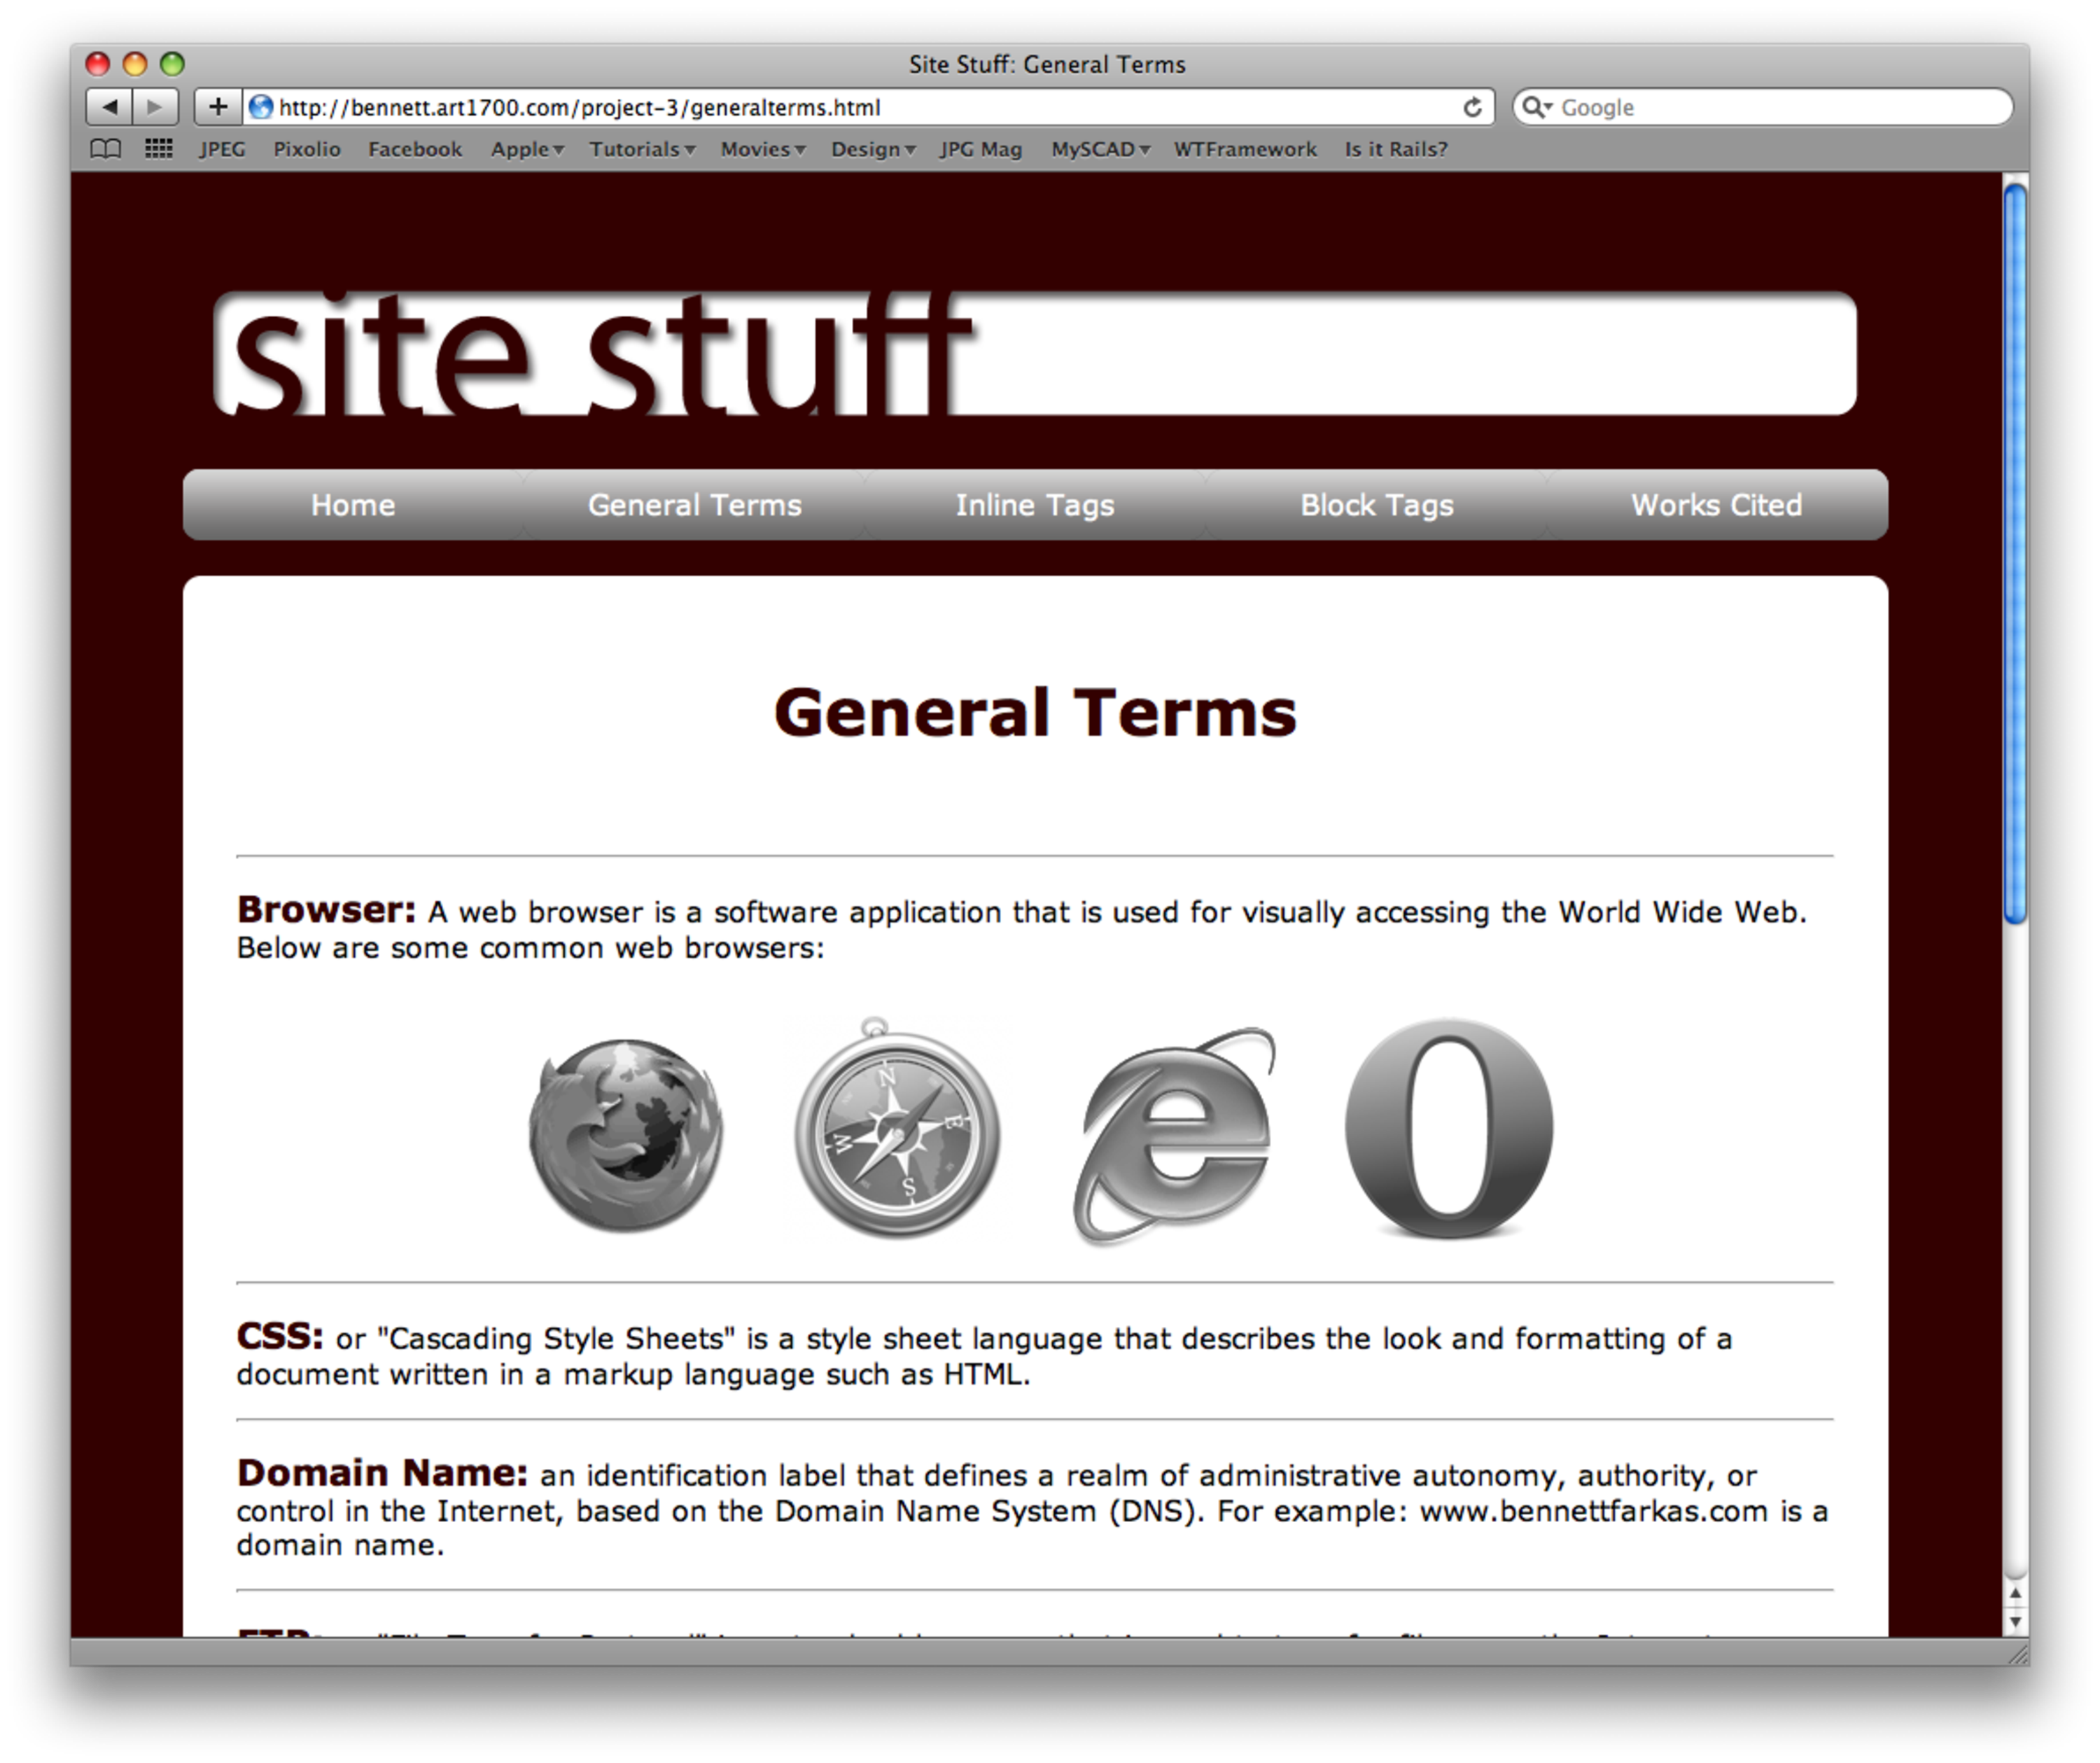 Site Stuff: General Terms
http://bennett.art1700.com/project-3/generalterms.html
Google
JPEG Pixolio Facebook Apple Tutorials Movies Design JPG Mag MySCAD WTFramework Is it Rails?
site stuff
Home General Terms Inline Tags Block Tags Works Cited
General Terms
Browser: A web browser is a software application that is used for visually accessing the World Wide Web.
Below are some common web browsers:
N
E
W
S
CSS: or "Cascading Style Sheets" is a style sheet language that describes the look and formatting of a
document written in a markup language such as HTML.
Domain Name: an identification label that defines a realm of administrative autonomy, authority, or
control in the Internet, based on the Domain Name System (DNS). For example: www.bennettfarkas.com is a
domain name.